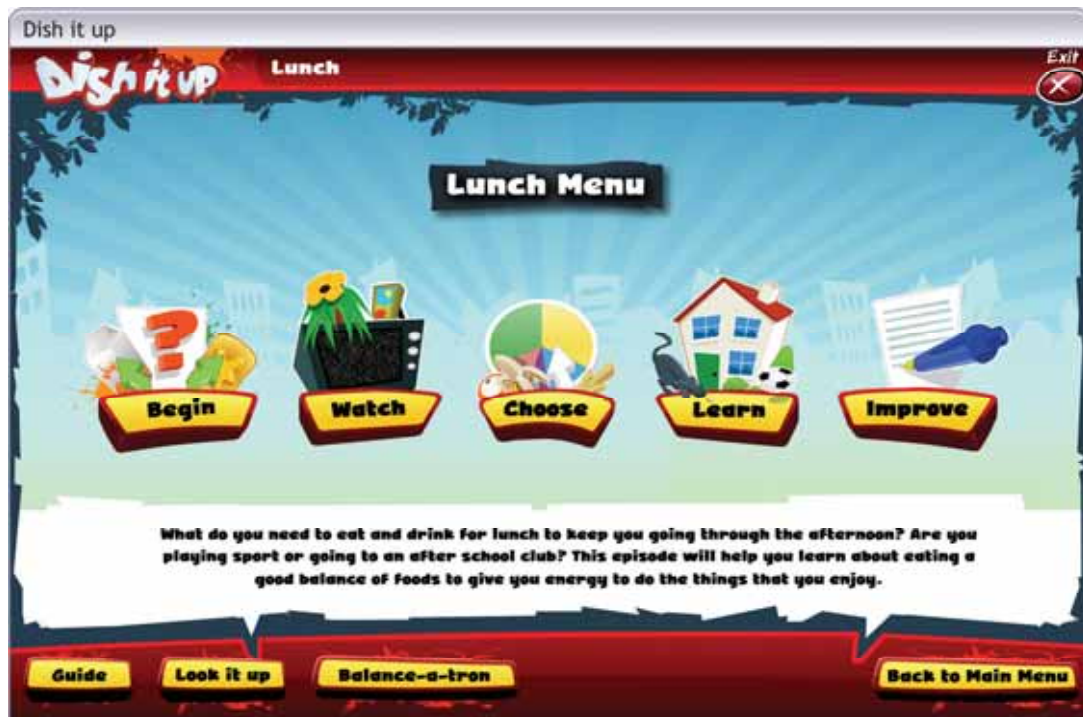 Dish it up
Dish it up
Lunch
Exit
Lunch Menu
?
Begin
Watch
Choose
Learn
Improve
What do you need to eat and drink for lunch to keep you going through the afternoon? Are you
playing sport or going to an after school club? This episode will help you learn about eating a
good balance of foods to give you energy to do the things that you enjoy.
Guide
Look it up
Balance-a-tron
Back to Main Menu